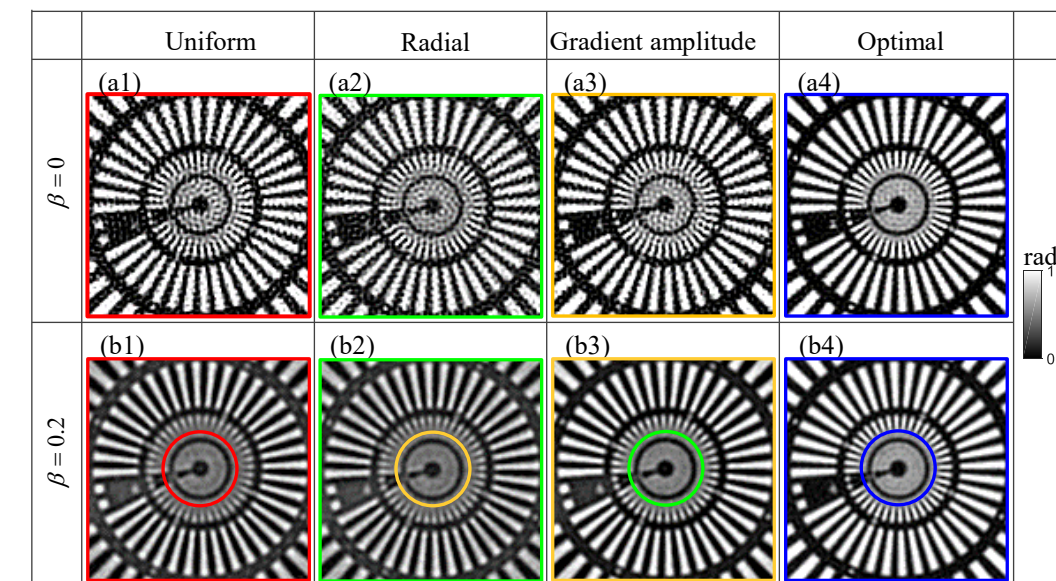 Uniform Radial Gradient amplitude Optimal
(a1) (a2) (a3) (a4)
β = 0
rad
1
0
(b1) (b2) (b3) (b4)
β = 0.2